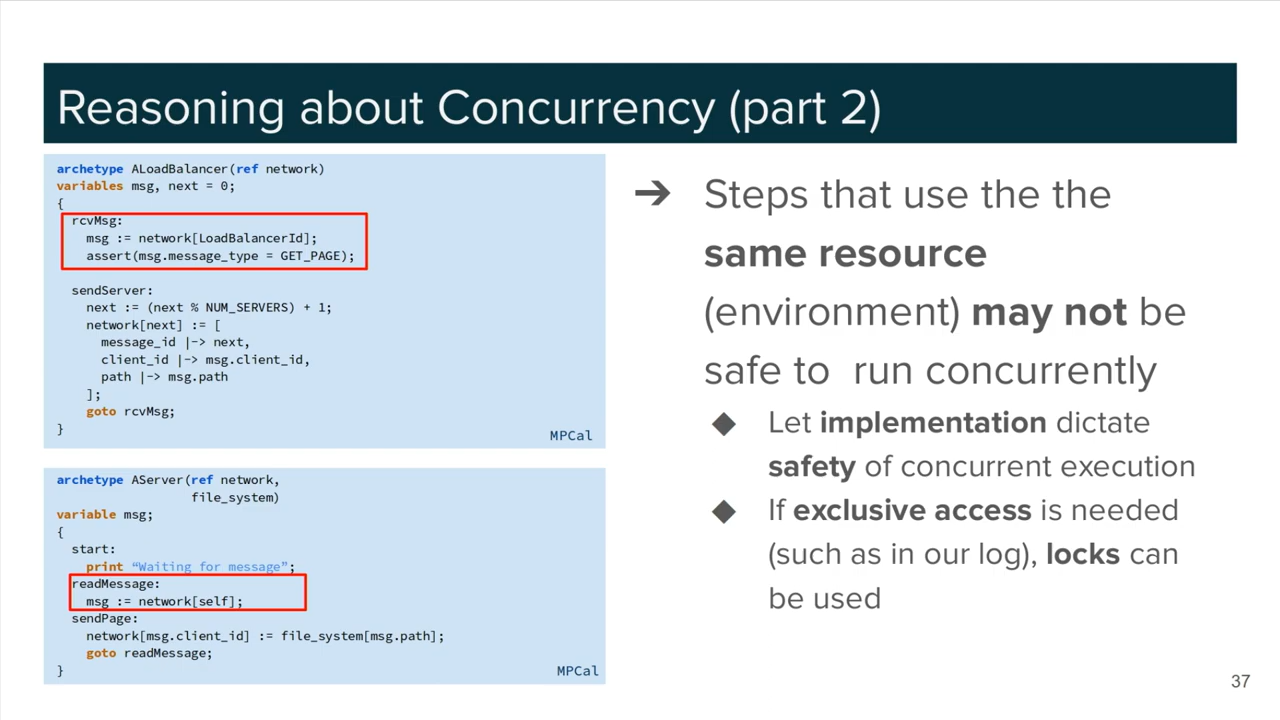 Reasoning about Concurrency (part 2)
archetype ALoadBalancer(ref network)
variables msg, next = 0;
{
rcvMsg:
msg := network[LoadBalancerId];
assert(msg.message_type = GET_PAGE);
sendServer:
next := (next % NUM_SERVERS) + 1;
network[next] := [
message_id |-> next,
client_id |-> msg.client_id,
path |-> msg.path
];
goto rcvMsg;
}
MPCal
archetype AServer(ref network,
file_system)
variable msg;
{
start:
print “Waiting for message”;
readMessage:
msg := network[self];
sendPage:
network[msg.client_id] := file_system[msg.path];
goto readMessage;
}
MPCal
➔ Steps that use the the
same resource
(environment) may not be
safe to run concurrently
◆ Let implementation dictate
safety of concurrent execution
◆ If exclusive access is needed
(such as in our log), locks can
be used
37